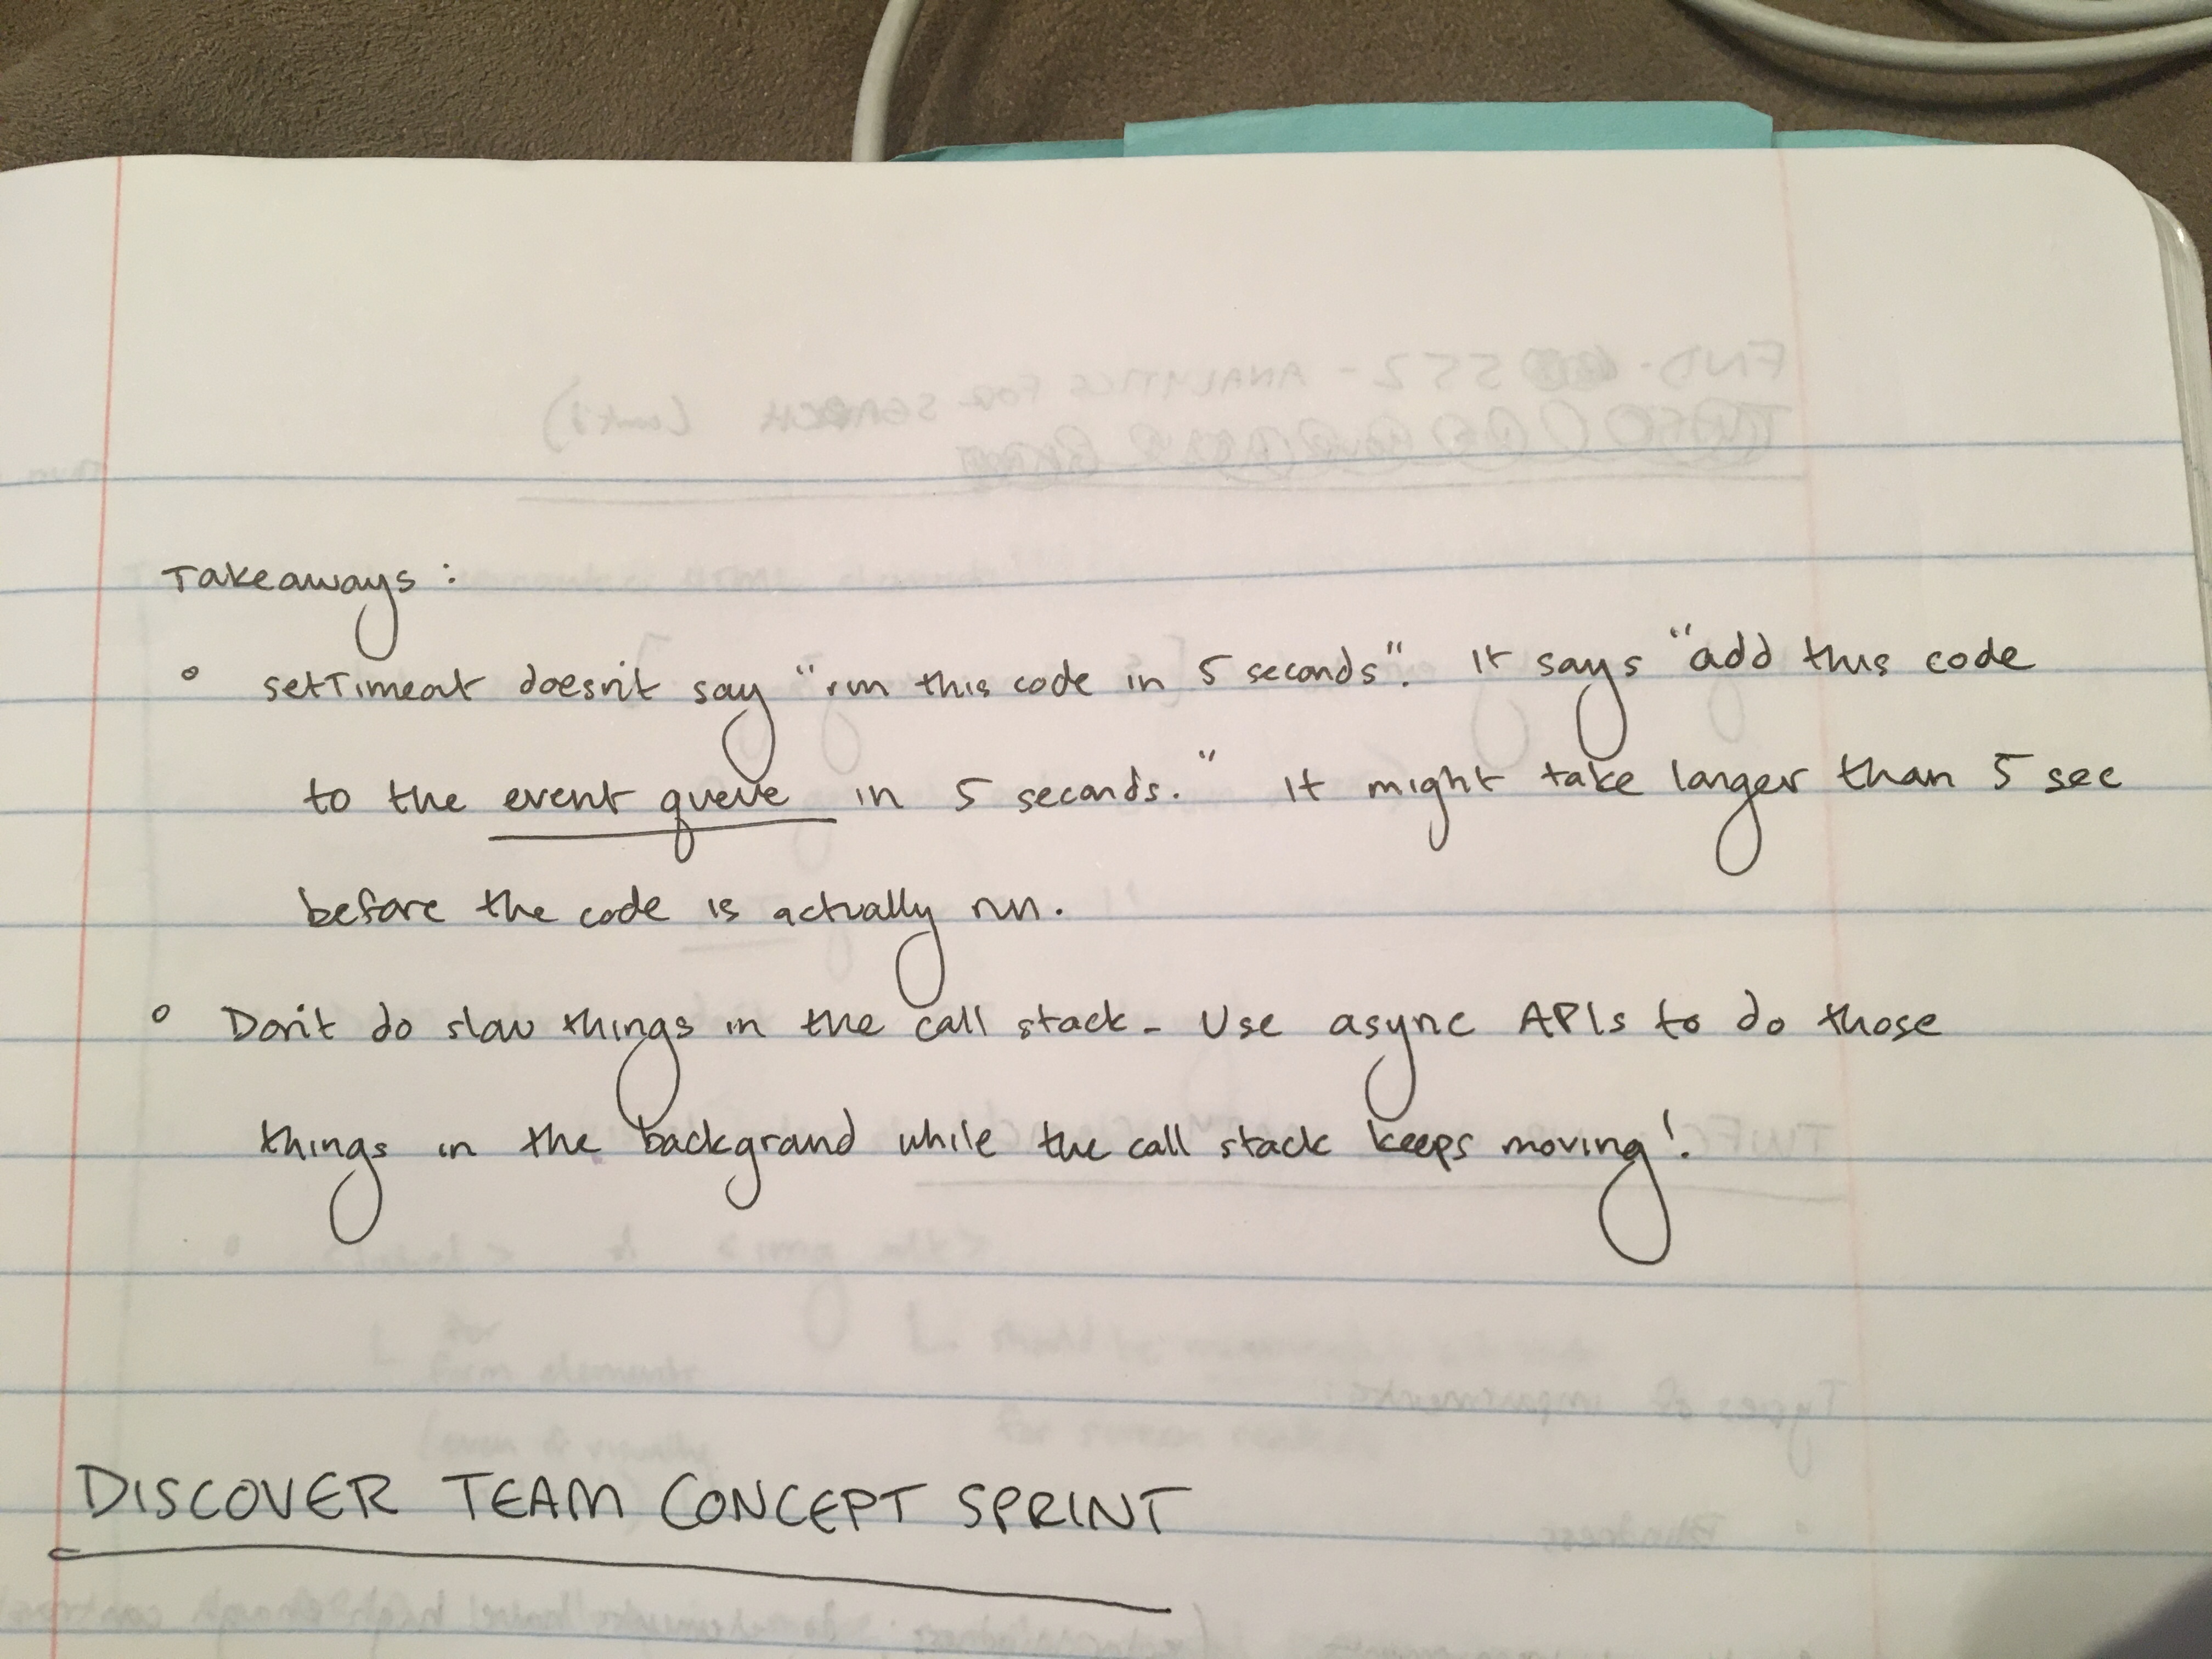 Takeaways:
° setTimeout doesn't say "run this code in 5 seconds". It says "add this code
to the event queue in 5 seconds." It might take longer than 5 sec
before the code is actually run.
° Don't do slow things in the call stack. Use async APIs to do those
things in the background while the call stack keeps moving!
DISCOVER TEAM CONCEPT SPRINT